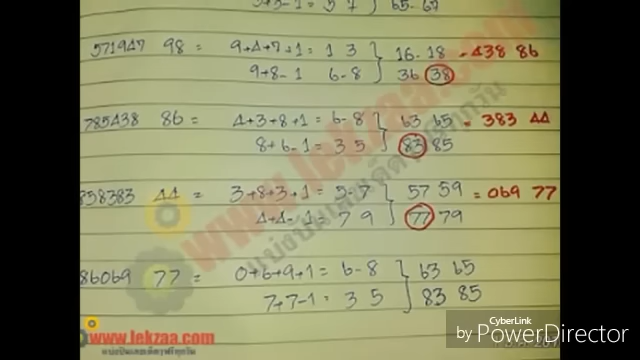 571947 98 = 9+4+7+1 = 1 3 16-18 = 438 86
9+8-1 6-8 36 38
785438 86 = 4+3+8+1 = 6-8 63 65 = 383 44
8+6-1 = 3 5 83 85
858383 44 = 3+8+3+1 = 5-7 57 59 = 069 77
4+4-1 = 7 9 77 79
86069 77 = 0+6+9+1 = 6-8 63 65
7+7-1 = 3 5 83 85
www.lekzaa.com
www.lekzaa.com
CyberLink
by PowerDirector